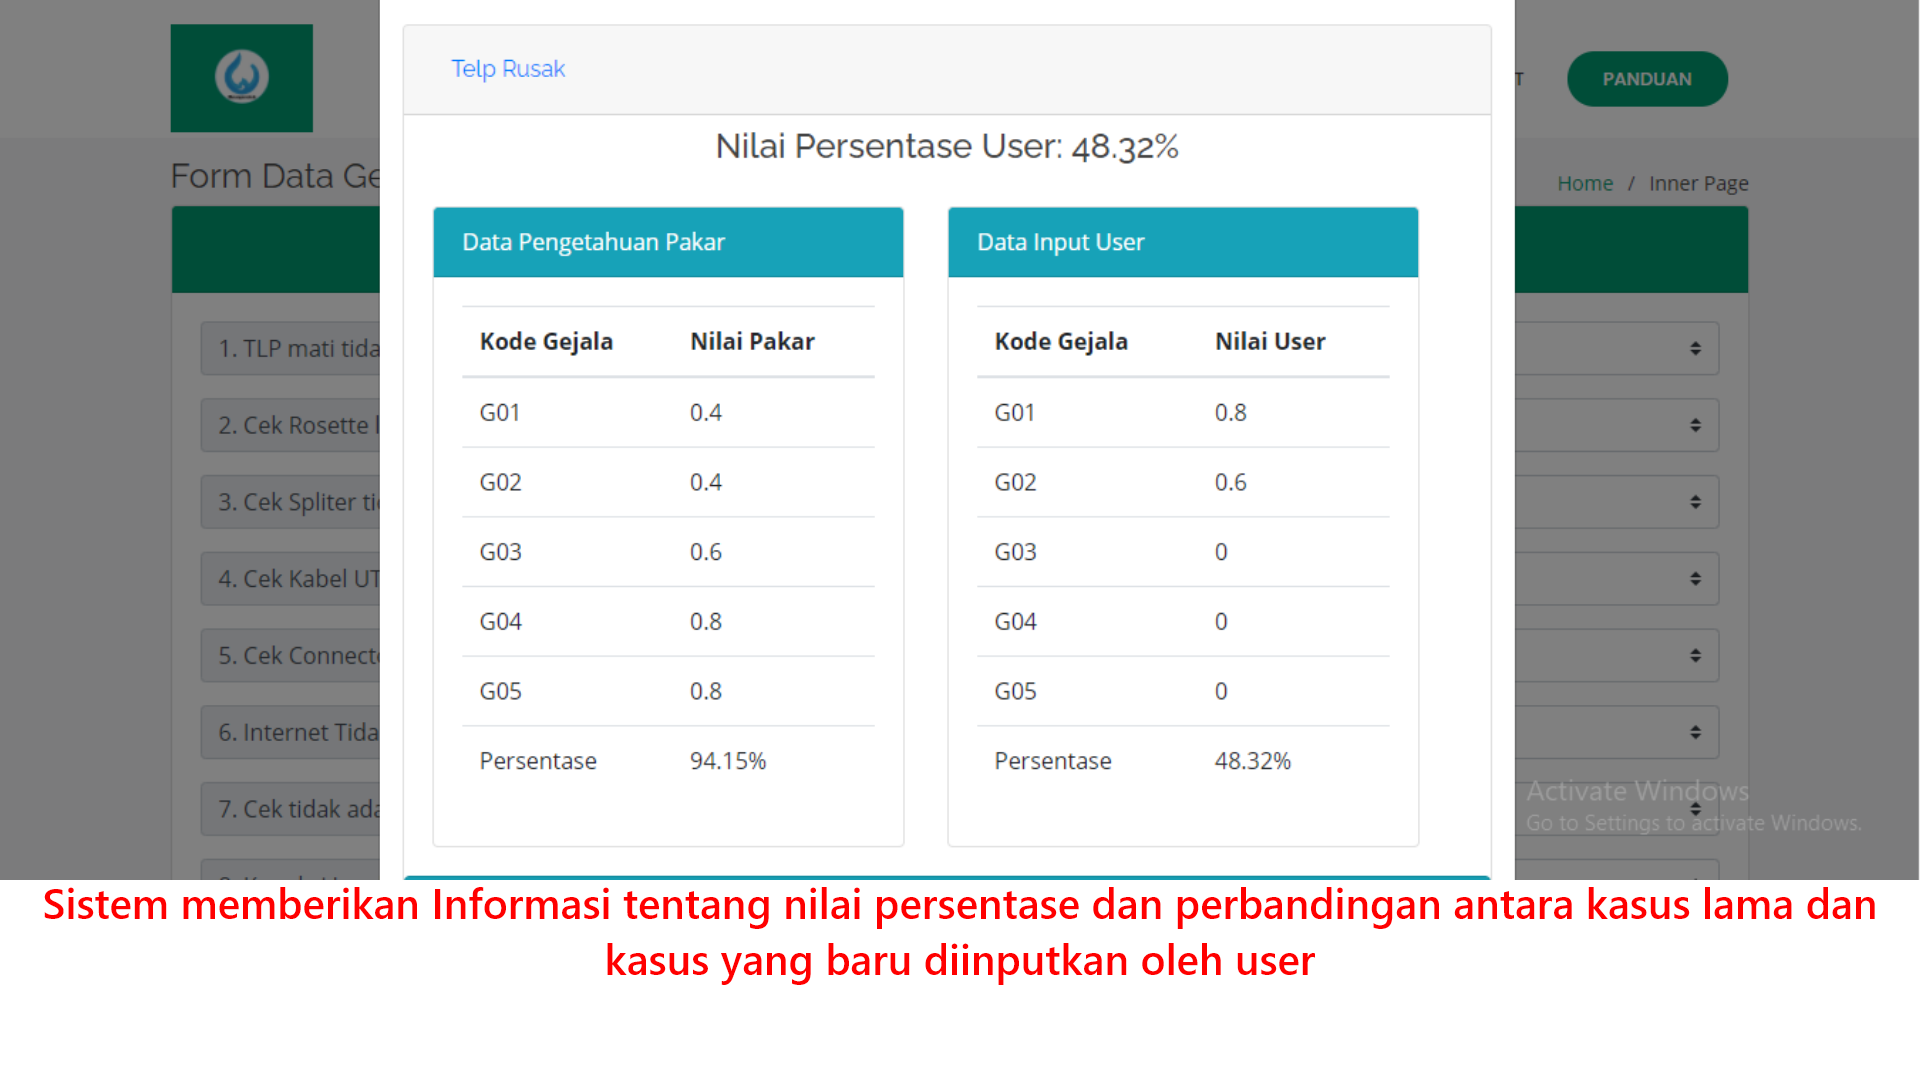 Telp Rusak
T
PANDUAN
Nilai Persentase User: 48.32%
Form Data Ge
Home / Inner Page
Data Pengetahuan Pakar
Data Input User
Kode Gejala Nilai Pakar
G01 0.4
G02 0.4
G03 0.6
G04 0.8
G05 0.8
Persentase 94.15%
Kode Gejala Nilai User
G01 0.8
G02 0.6
G03 0
G04 0
G05 0
Persentase 48.32%
1. TLP mati tida
2. Cek Rosette l
3. Cek Spliter ti
4. Cek Kabel UT
5. Cek Connect
6. Internet Tida
7. Cek tidak ada
Activate Windows
Go to Settings to activate Windows.
Sistem memberikan Informasi tentang nilai persentase dan perbandingan antara kasus lama dan
kasus yang baru diinputkan oleh user